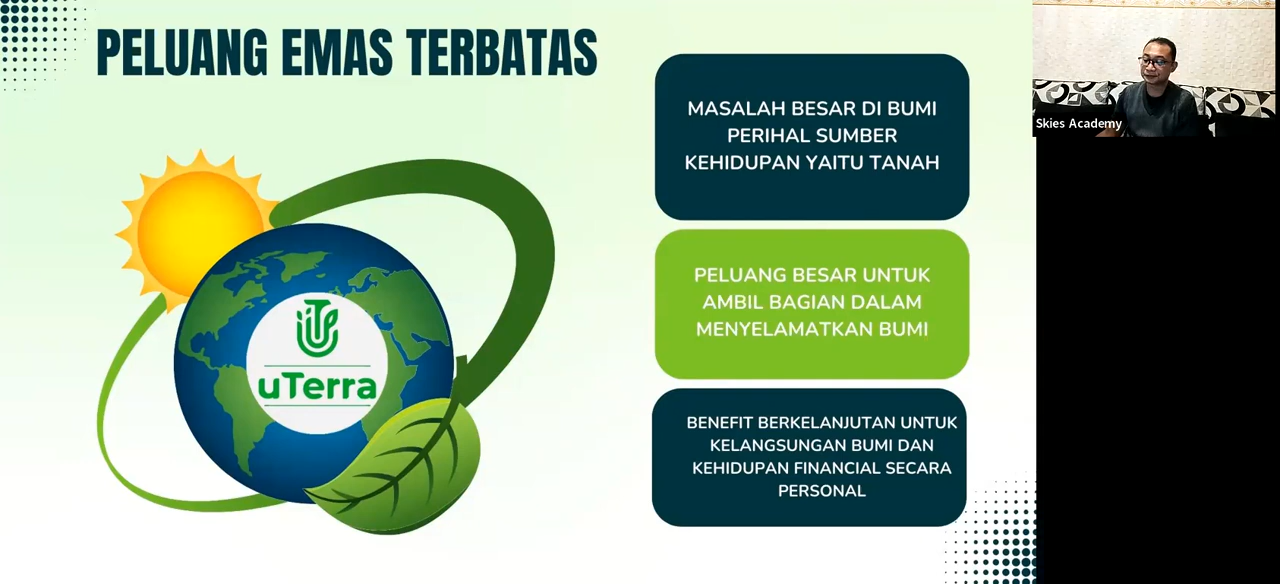 PELUANG EMAS TERBATAS
MASALAH BESAR DI BUMI
PERIHAL SUMBER
KEHIDUPAN YAITU TANAH
PELUANG BESAR UNTUK
AMBIL BAGIAN DALAM
MENYELAMATKAN BUMI
BENEFIT BERKELANJUTAN UNTUK
KELANGSUNGAN BUMI DAN
KEHIDUPAN FINANCIAL SECARA
PERSONAL
uTerra
Skies Academy